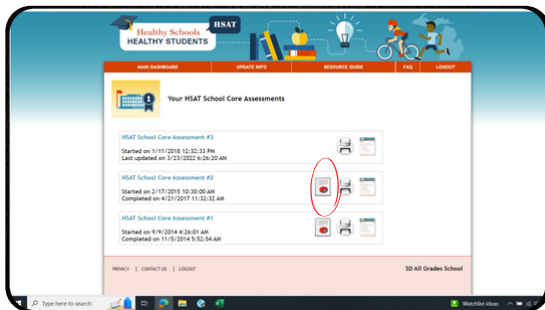 Healthy Schools
HEALTHY STUDENTS
HSAT
MAIN DASHBOARD
UPDATE INFO
RESOURCE GUIDE
FAQ
LOGOUT
1
Your HSAT School Core Assessments
HSAT School Core Assessment #3
Started on 1/11/2018 12:32:33 PM
Last updated on 3/23/2022 6:26:20 AM
HSAT School Core Assessment #2
Started on 2/17/2015 10:30:00 AM
Completed on 4/21/2017 11:32:32 AM
HSAT School Core Assessment #1
Started on 9/9/2014 4:26:01 AM
Completed on 11/5/2014 5:52:54 AM
PRIVACY | CONTACT US | LOGOUT
SD All Grades School
Type here to search
Watchlist ideas